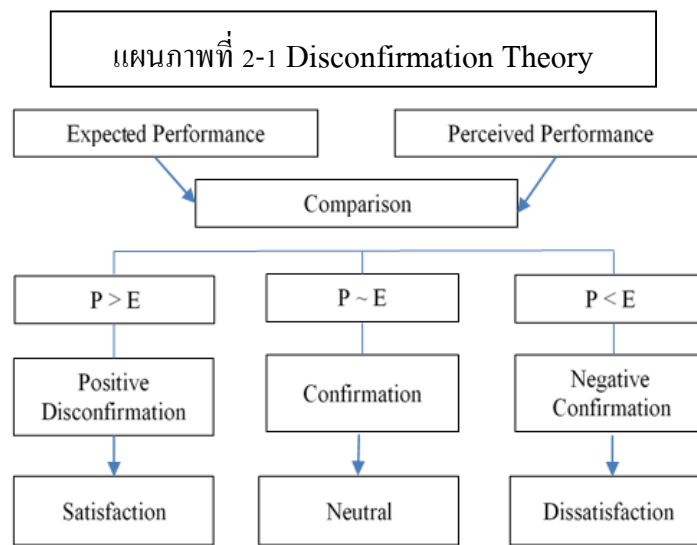 แผนภาพที่ 2-1 Disconfirmation Theory
Expected Performance
Perceived Performance
Comparison
P > E
P ~ E
P < E
Positive
Disconfirmation
Confirmation
Negative
Confirmation
Satisfaction
Neutral
Dissatisfaction